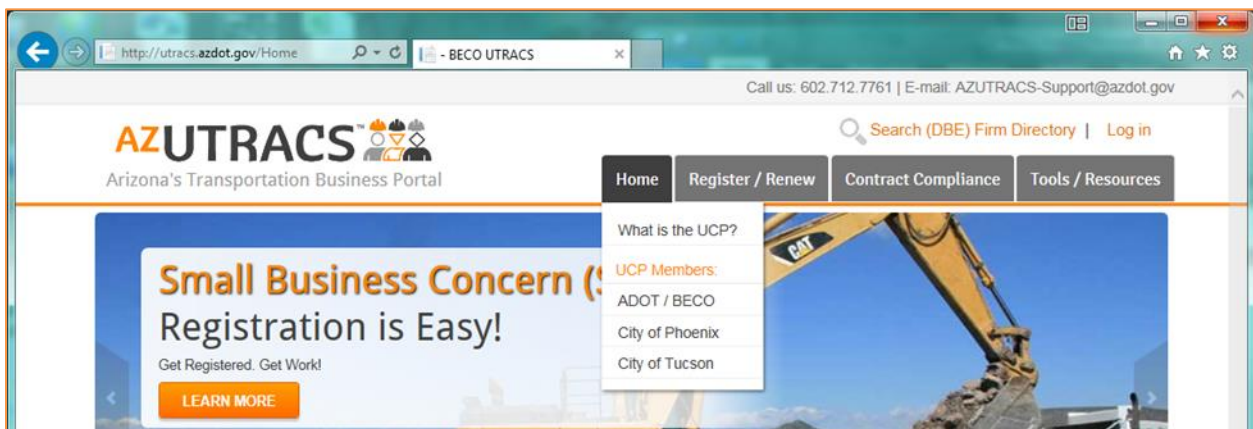 http://utracs.azdot.gov/Home
- BECO UTRACS
Call us: 602.712.7761 | E-mail: AZUTRACS-Support@azdot.gov
AZUTRACS™
Arizona's Transportation Business Portal
Search (DBE) Firm Directory | Log in
Home Register / Renew Contract Compliance Tools / Resources
What is the UCP?
UCP Members:
ADOT / BECO
City of Phoenix
City of Tucson
Small Business Concern (
Registration is Easy!
Get Registered. Get Work!
LEARN MORE
CAT